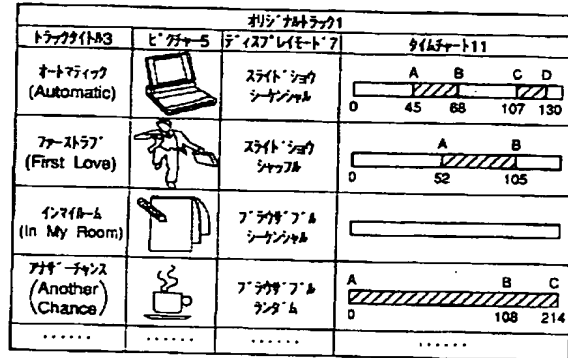 オリジナルトラック1
トラックタイトル3 ピクチャー5 ディスプレイモード7 タイムチャート11
オートマティック
(Automatic)
スライドショウ
シーケンシャル
A B C D
0 45 68 107 130
ファーストラブ
(First Love)
スライドショウ
シャッフル
A B
0 52 105
インマイルーム
(In My Room)
ブラウザブル
シーケンシャル
アナザーチャンス
(Another
Chance)
ブラウザブル
ランダム
A B C
0 108 214
...... ...... ...... ......